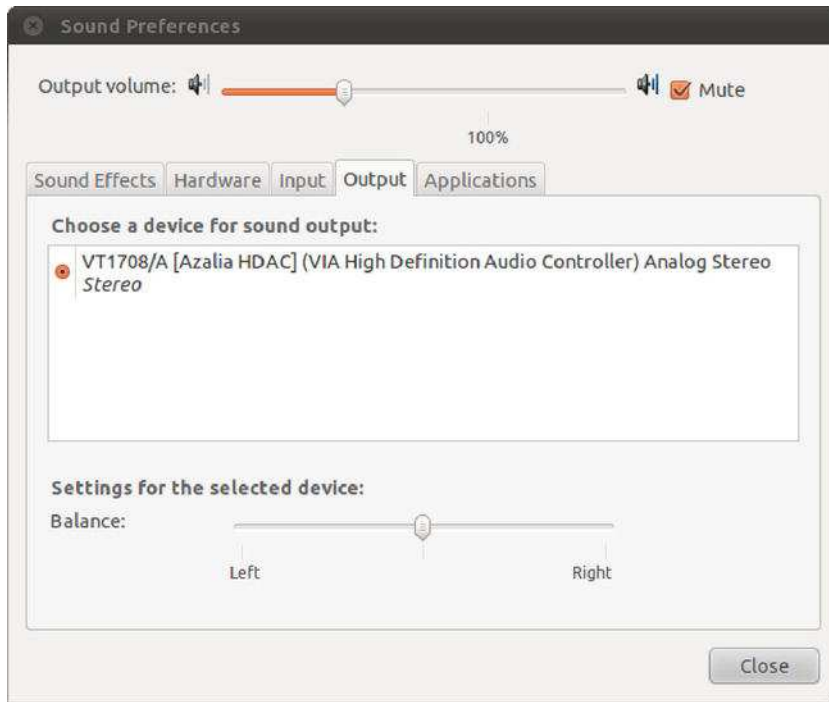 Sound Preferences
Output volume:
Mute
100%
Sound Effects Hardware Input Output Applications
Choose a device for sound output:
VT1708/A [Azalia HDAC] (VIA High Definition Audio Controller) Analog Stereo
Stereo
Settings for the selected device:
Balance:
Left Right
Close